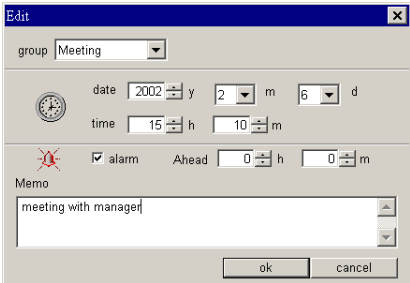 Edit
group Meeting
date 2002 y 2 m 6 d
time 15 h 10 m
alarm Ahead 0 h 0 m
Memo
meeting with manager
ok cancel